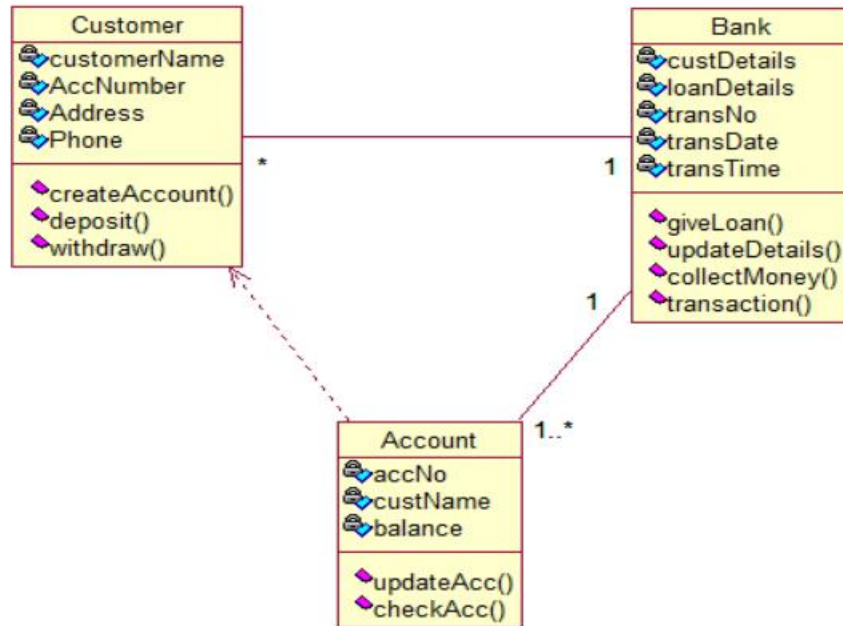 Customer
customerName
AccNumber
Address
Phone
createAccount()
deposit()
withdraw()
*
1
Bank
custDetails
loanDetails
transNo
transDate
transTime
giveLoan()
updateDetails()
collectMoney()
transaction()
1
1..*
Account
accNo
custName
balance
updateAcc()
checkAcc()